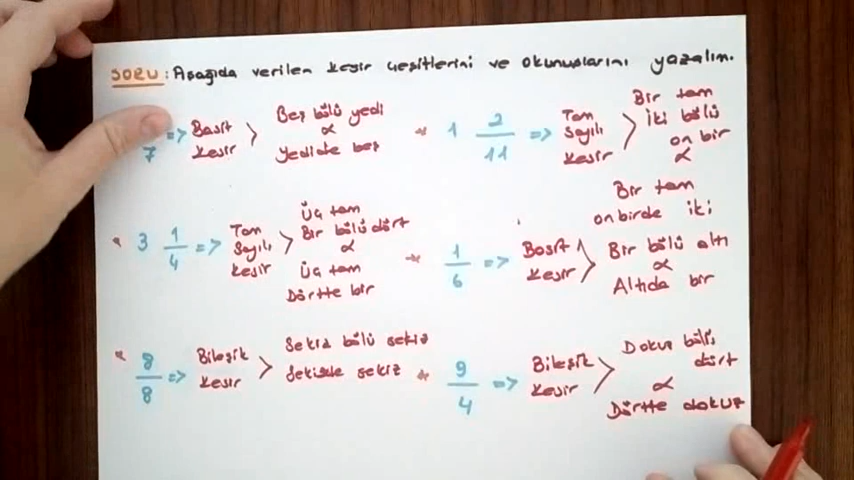 SORU: Aşağıda verilen kesir çeşitlerini ve okunuşlarını yazalım.
7 => Basit Kesir > Beş bölü yedi
α
Yedide beş
* 1 2/11 => Tam Sayılı Kesir > Bir tam
İki bölü
on bir
α
Bir tam
onbirde iki
* 3 1/4 => Tam Sayılı Kesir > Üç tam
Bir bölü dört
α
Üç tam
Dörtte bir
* 1/6 => Basit Kesir > Bir bölü altı
α
Altıda bir
* 8/8 => Bileşik Kesir > Sekiz bölü sekiz
Sekizde sekiz
* 9/4 => Bileşik Kesir > Dokuz bölü
dört
α
Dörtte dokuz